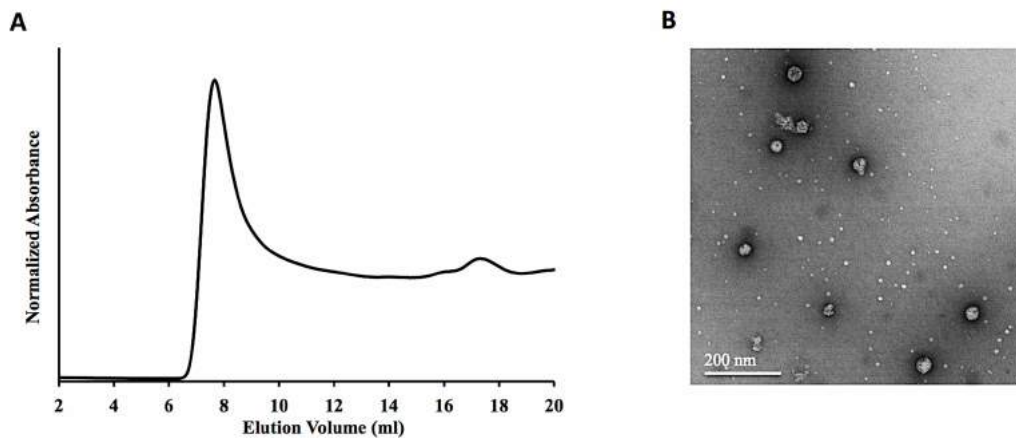 A
B
Normalized Absorbance
2 4 6 8 10 12 14 16 18 20
Elution Volume (ml)
200 nm